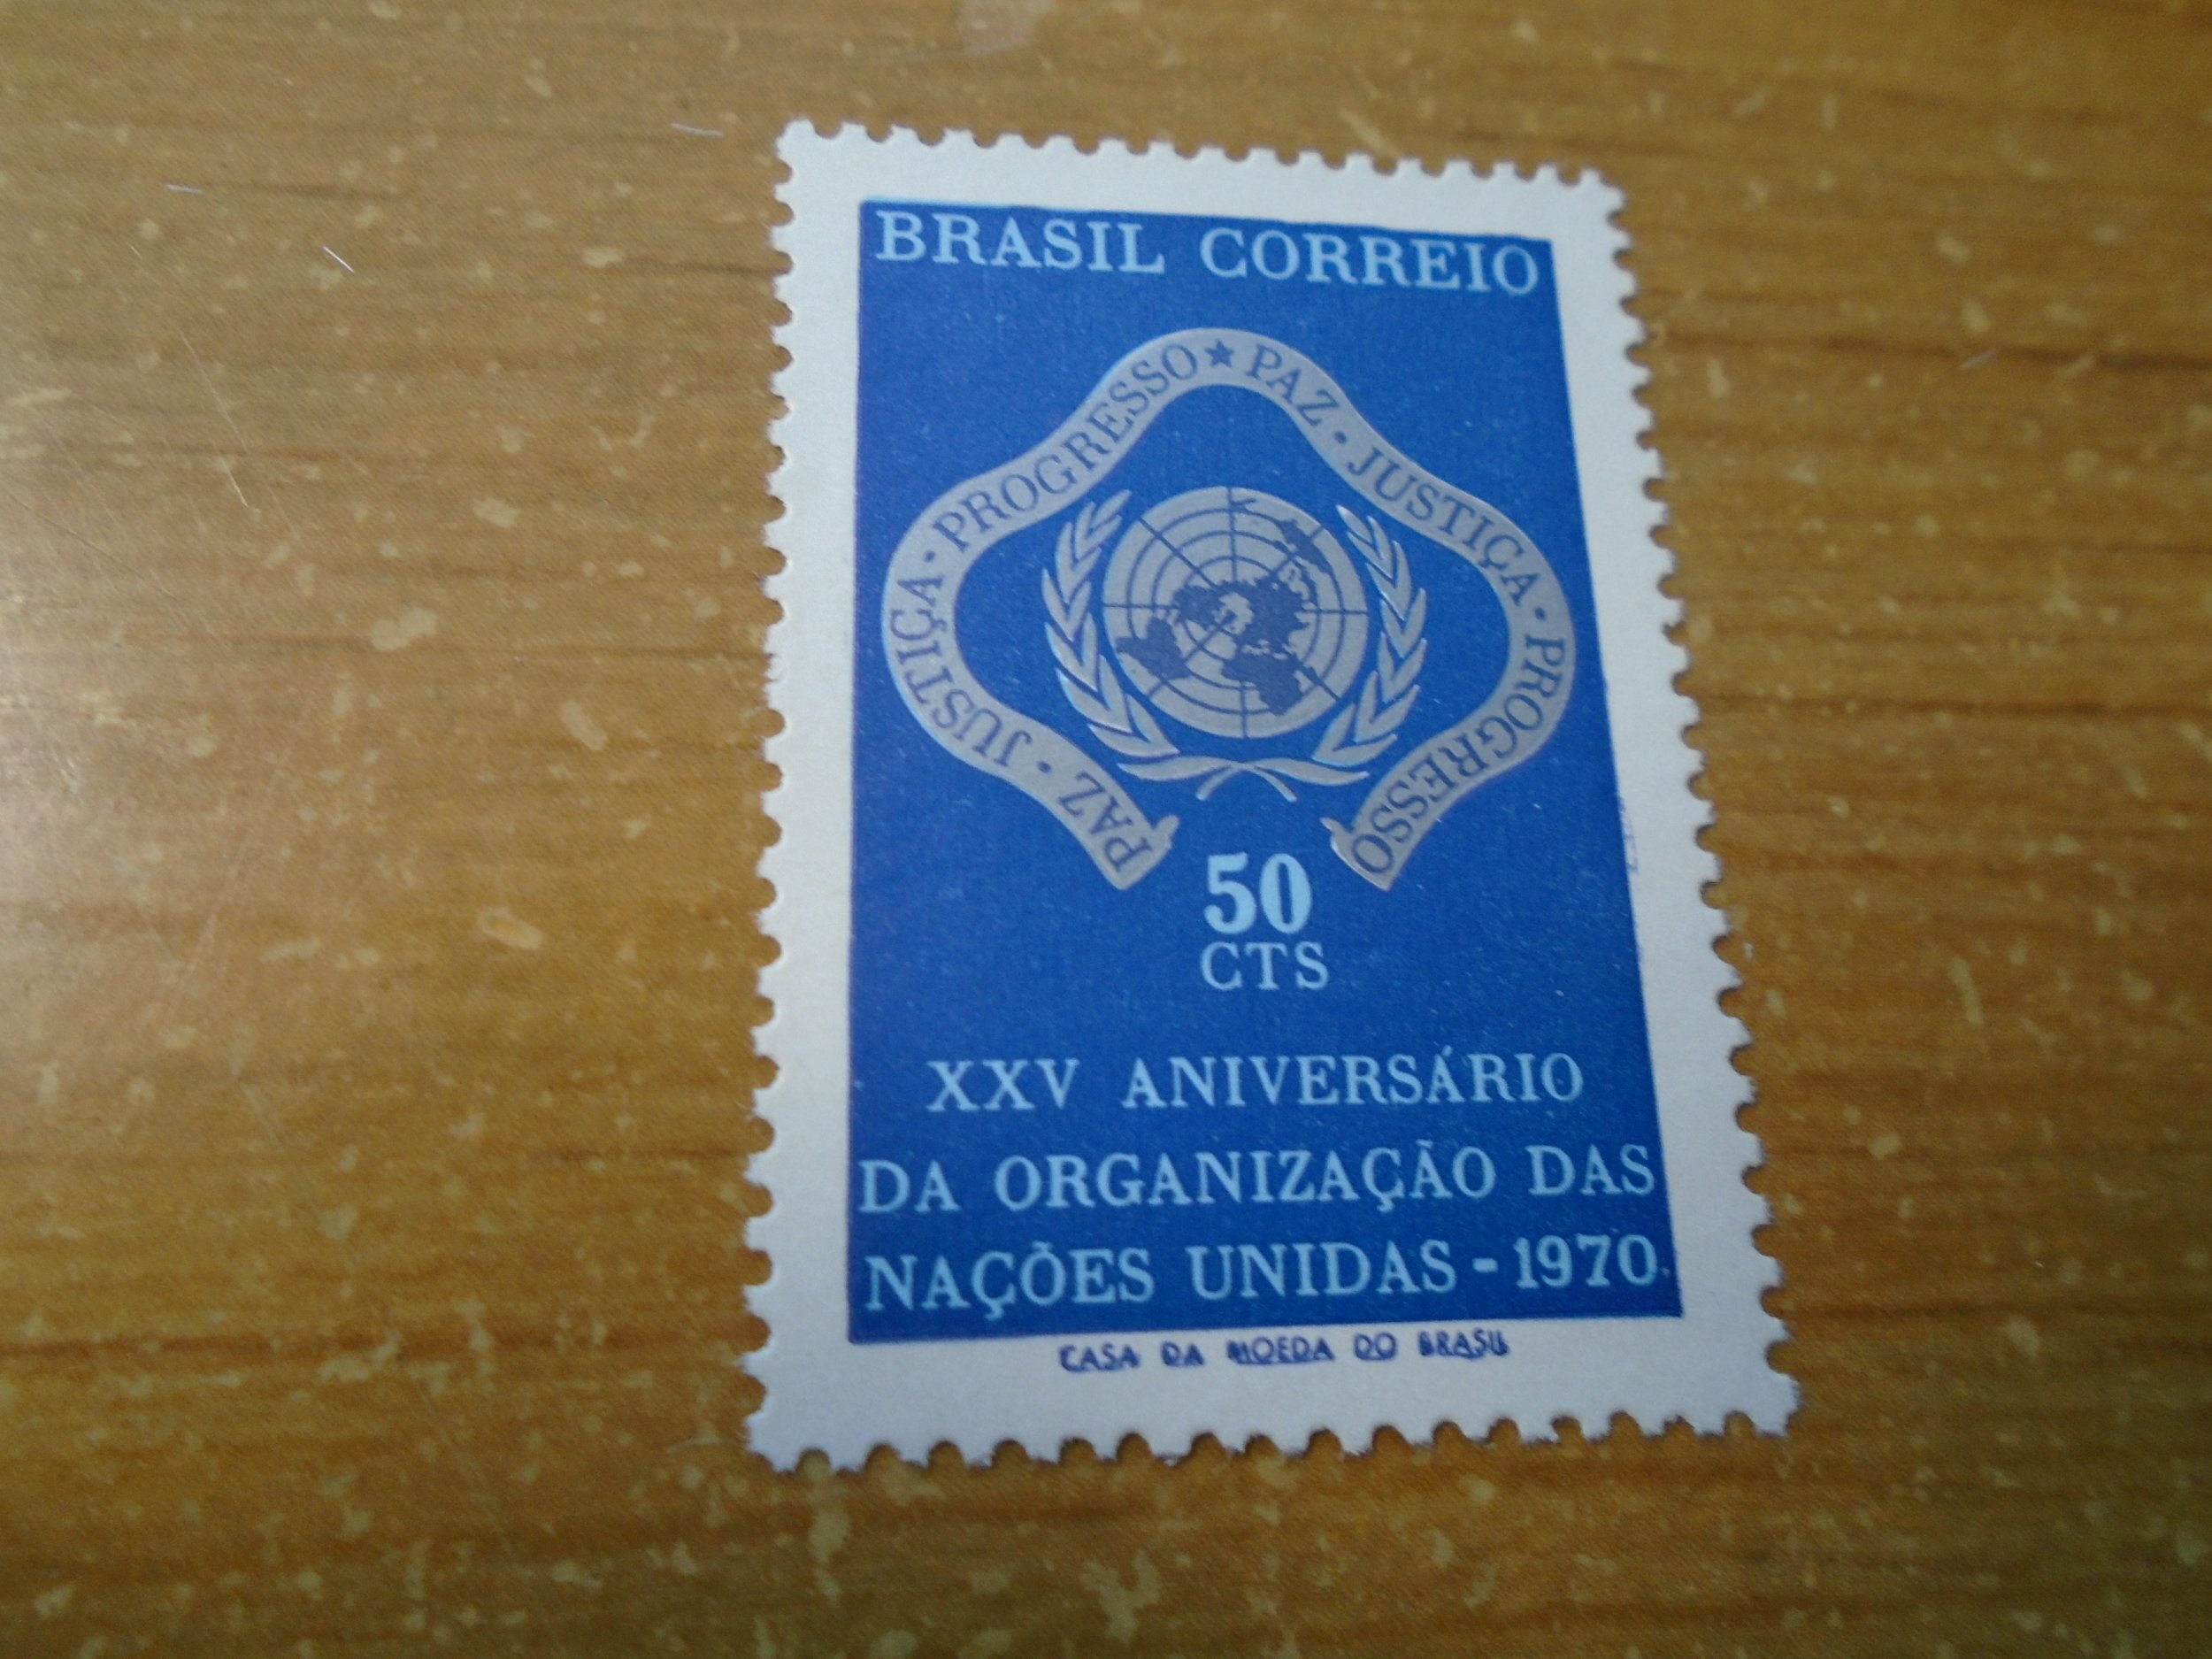 BRASIL CORREIO
PAZ · JUSTIÇA · PROGRESSO ★ PAZ · JUSTIÇA · PROGRESSO
50
CTS
XXV ANIVERSÁRIO
DA ORGANIZAÇÃO DAS
NAÇÕES UNIDAS - 1970
CASA DA MOEDA DO BRASIL